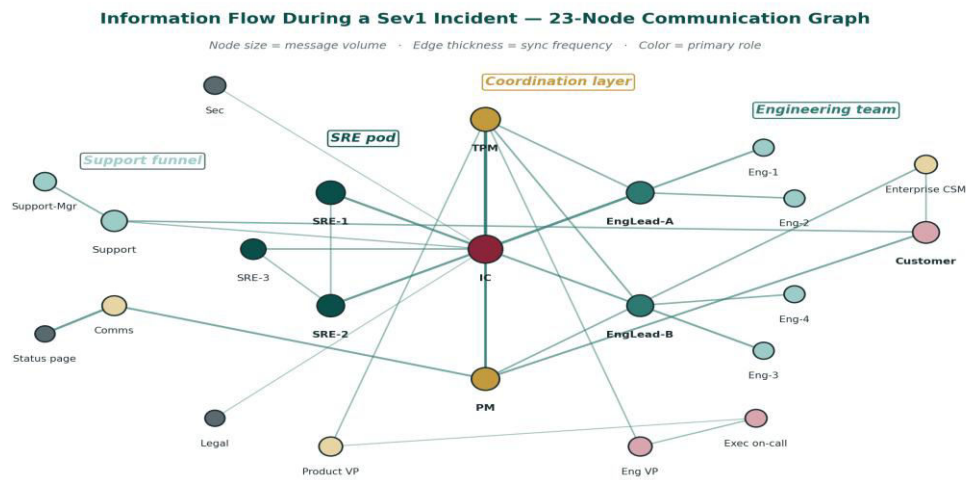 Information Flow During a Sev1 Incident — 23-Node Communication Graph
Node size = message volume · Edge thickness = sync frequency · Color = primary role
Coordination layer
Sec
Engineering team
SRE pod
TPM
Support funnel
Eng-1
Enterprise CSM
Support-Mgr
SRE-1
EngLead-A
Eng-2
Support
Customer
SRE-3
IC
Eng-4
Comms
SRE-2
EngLead-B
Status page
Eng-3
PM
Legal
Exec on-call
Product VP
Eng VP